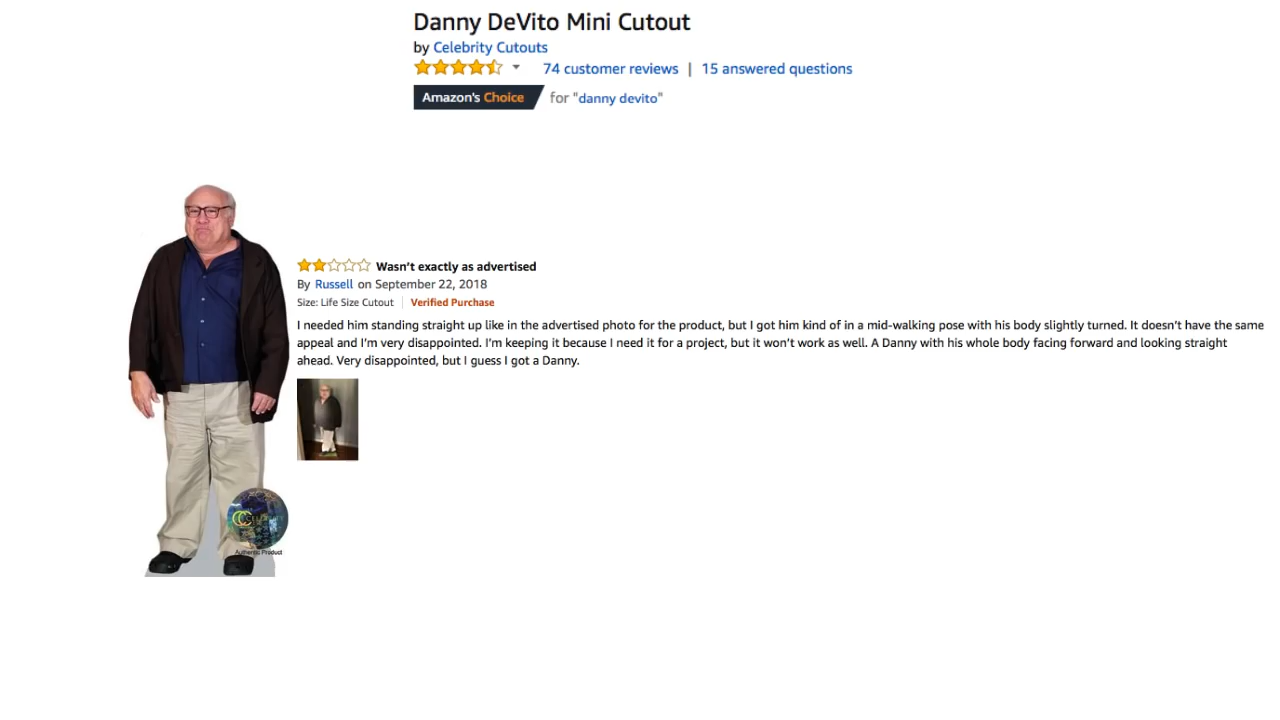 Danny DeVito Mini Cutout
by Celebrity Cutouts
74 customer reviews | 15 answered questions
Amazon's Choice for "danny devito"
Wasn't exactly as advertised
By Russell on September 22, 2018
Size: Life Size Cutout | Verified Purchase
I needed him standing straight up like in the advertised photo for the product, but I got him kind of in a mid-walking pose with his body slightly turned. It doesn't have the same
appeal and I'm very disappointed. I'm keeping it because I need it for a project, but it won't work as well. A Danny with his whole body facing forward and looking straight
ahead. Very disappointed, but I guess I got a Danny.
Authentic Product